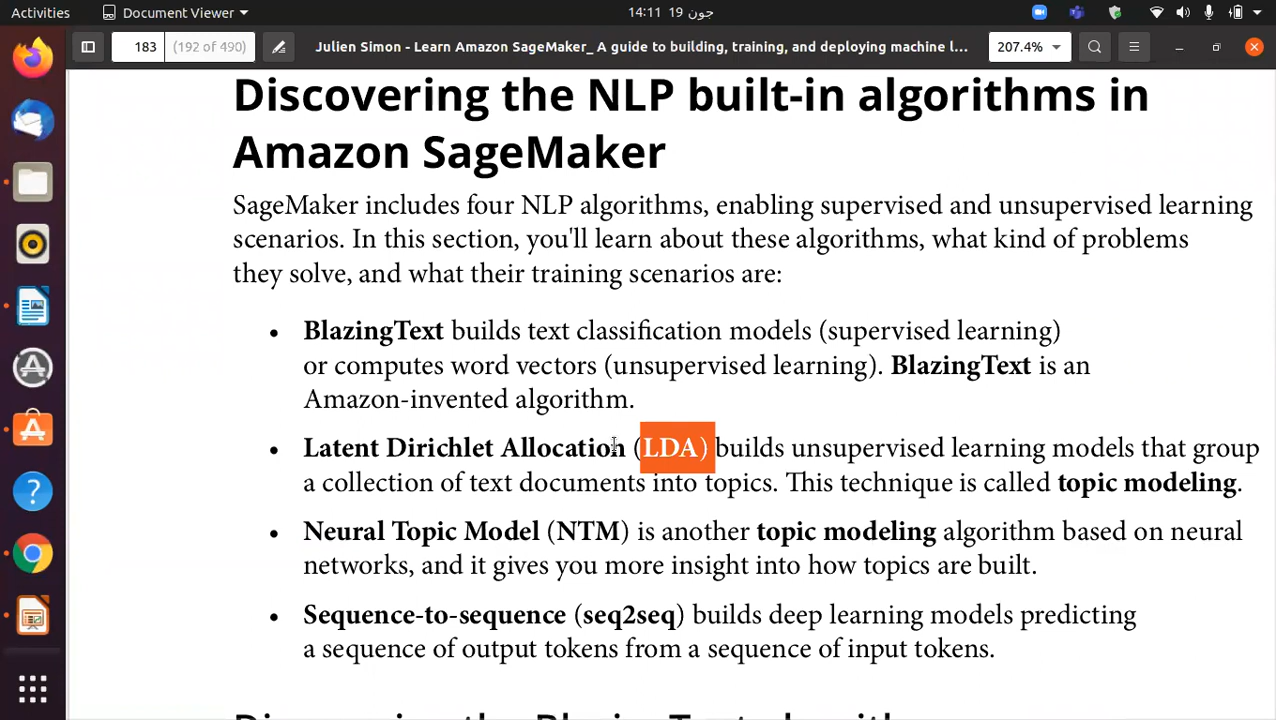 Activities
Document Viewer
14:11 19 جون
183
(192 of 490)
Julien Simon - Learn Amazon SageMaker_ A guide to building, training, and deploying machine l...
207.4%
Discovering the NLP built-in algorithms in
Amazon SageMaker
SageMaker includes four NLP algorithms, enabling supervised and unsupervised learning
scenarios. In this section, you'll learn about these algorithms, what kind of problems
they solve, and what their training scenarios are:
• BlazingText builds text classification models (supervised learning)
or computes word vectors (unsupervised learning). BlazingText is an
Amazon-invented algorithm.
• Latent Dirichlet Allocation (LDA) builds unsupervised learning models that group
a collection of text documents into topics. This technique is called topic modeling.
• Neural Topic Model (NTM) is another topic modeling algorithm based on neural
networks, and it gives you more insight into how topics are built.
• Sequence-to-sequence (seq2seq) builds deep learning models predicting
a sequence of output tokens from a sequence of input tokens.